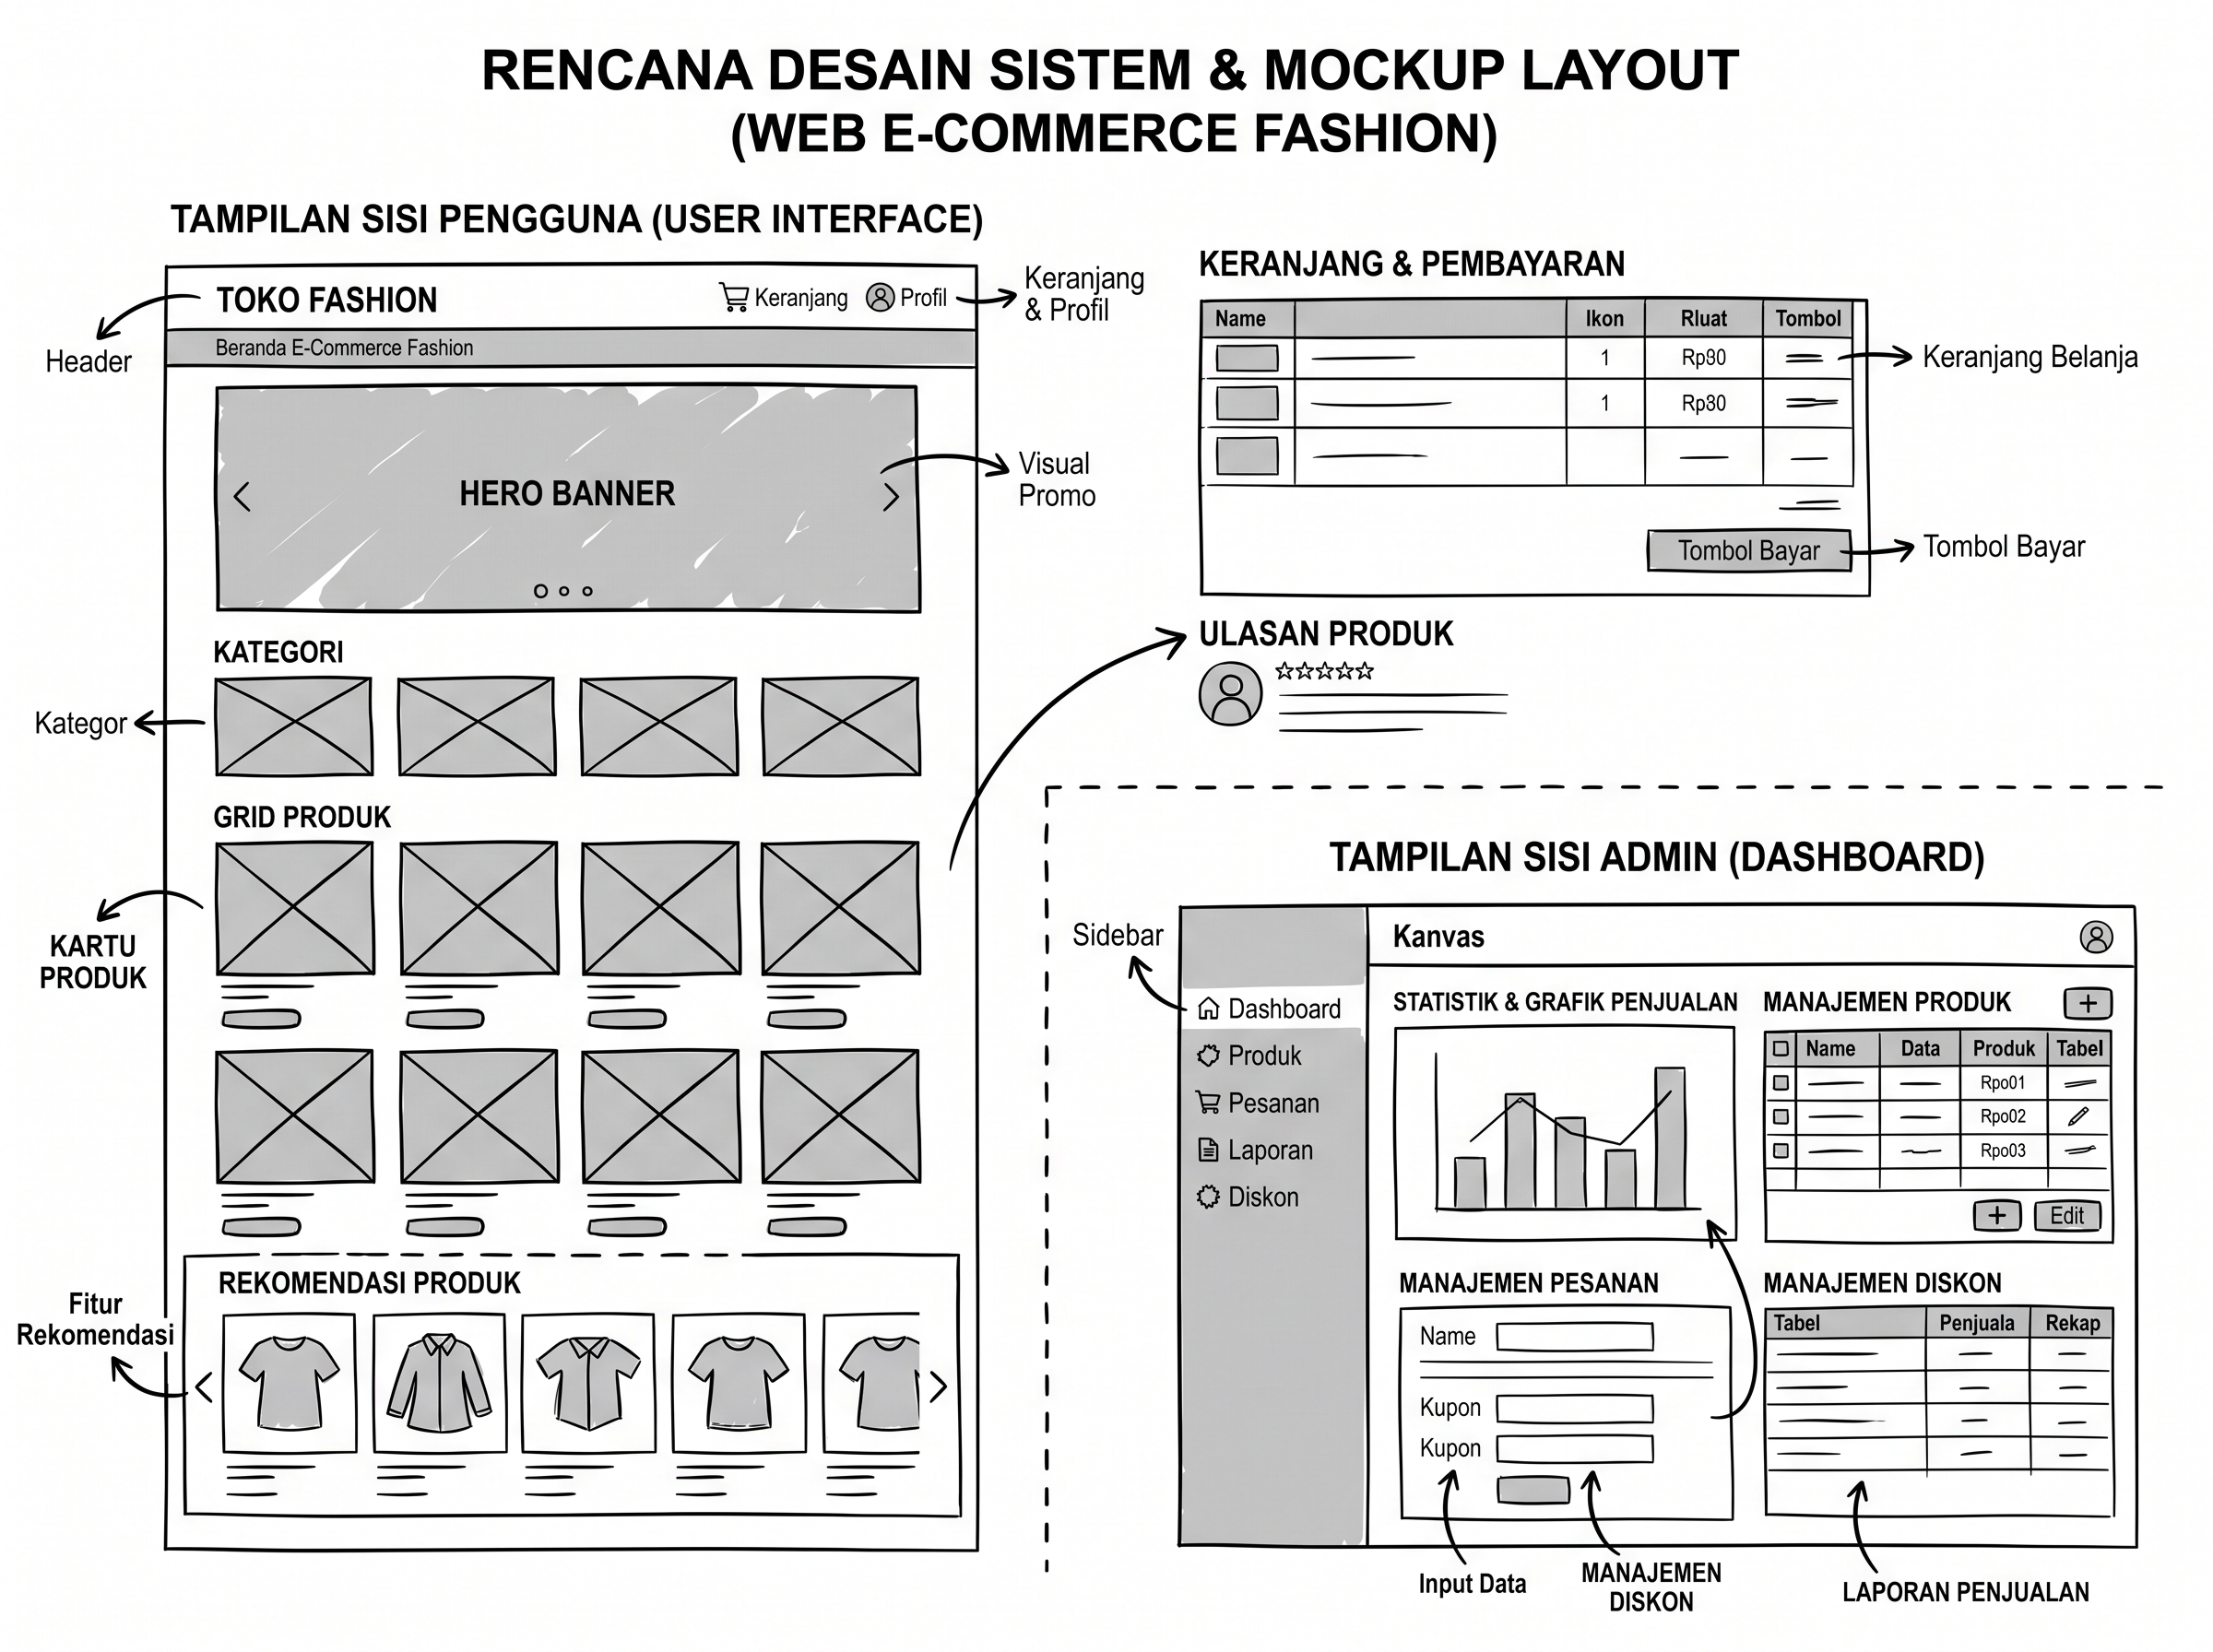 RENCANA DESAIN SISTEM & MOCKUP LAYOUT
(WEB E-COMMERCE FASHION)
TAMPILAN SISI PENGGUNA (USER INTERFACE)
TOKO FASHION
Keranjang
Profil
Beranda E-Commerce Fashion
Header
Keranjang
& Profil
HERO BANNER
Visual
Promo
KATEGORI
Kategor
GRID PRODUK
KARTU
PRODUK
REKOMENDASI PRODUK
Fitur
Rekomendasi
KERANJANG & PEMBAYARAN
Name Ikon Rluat Tombol
1 Rp90
1 Rp80
Keranjang Belanja
Tombol Bayar
Tombol Bayar
ULASAN PRODUK
TAMPILAN SISI ADMIN (DASHBOARD)
Sidebar
Dashboard
Produk
Pesanan
Laporan
Diskon
Kanvas
STATISTIK & GRAFIK PENJUALAN
MANAJEMEN PRODUK
+
Name Data Produk Tabel
Rpo01
Rpo02
Rpo03
+ Edit
MANAJEMEN PESANAN
Name
Kupon
Kupon
MANAJEMEN DISKON
Tabel Penjuala Rekap
Input Data
MANAJEMEN
DISKON
LAPORAN PENJUALAN